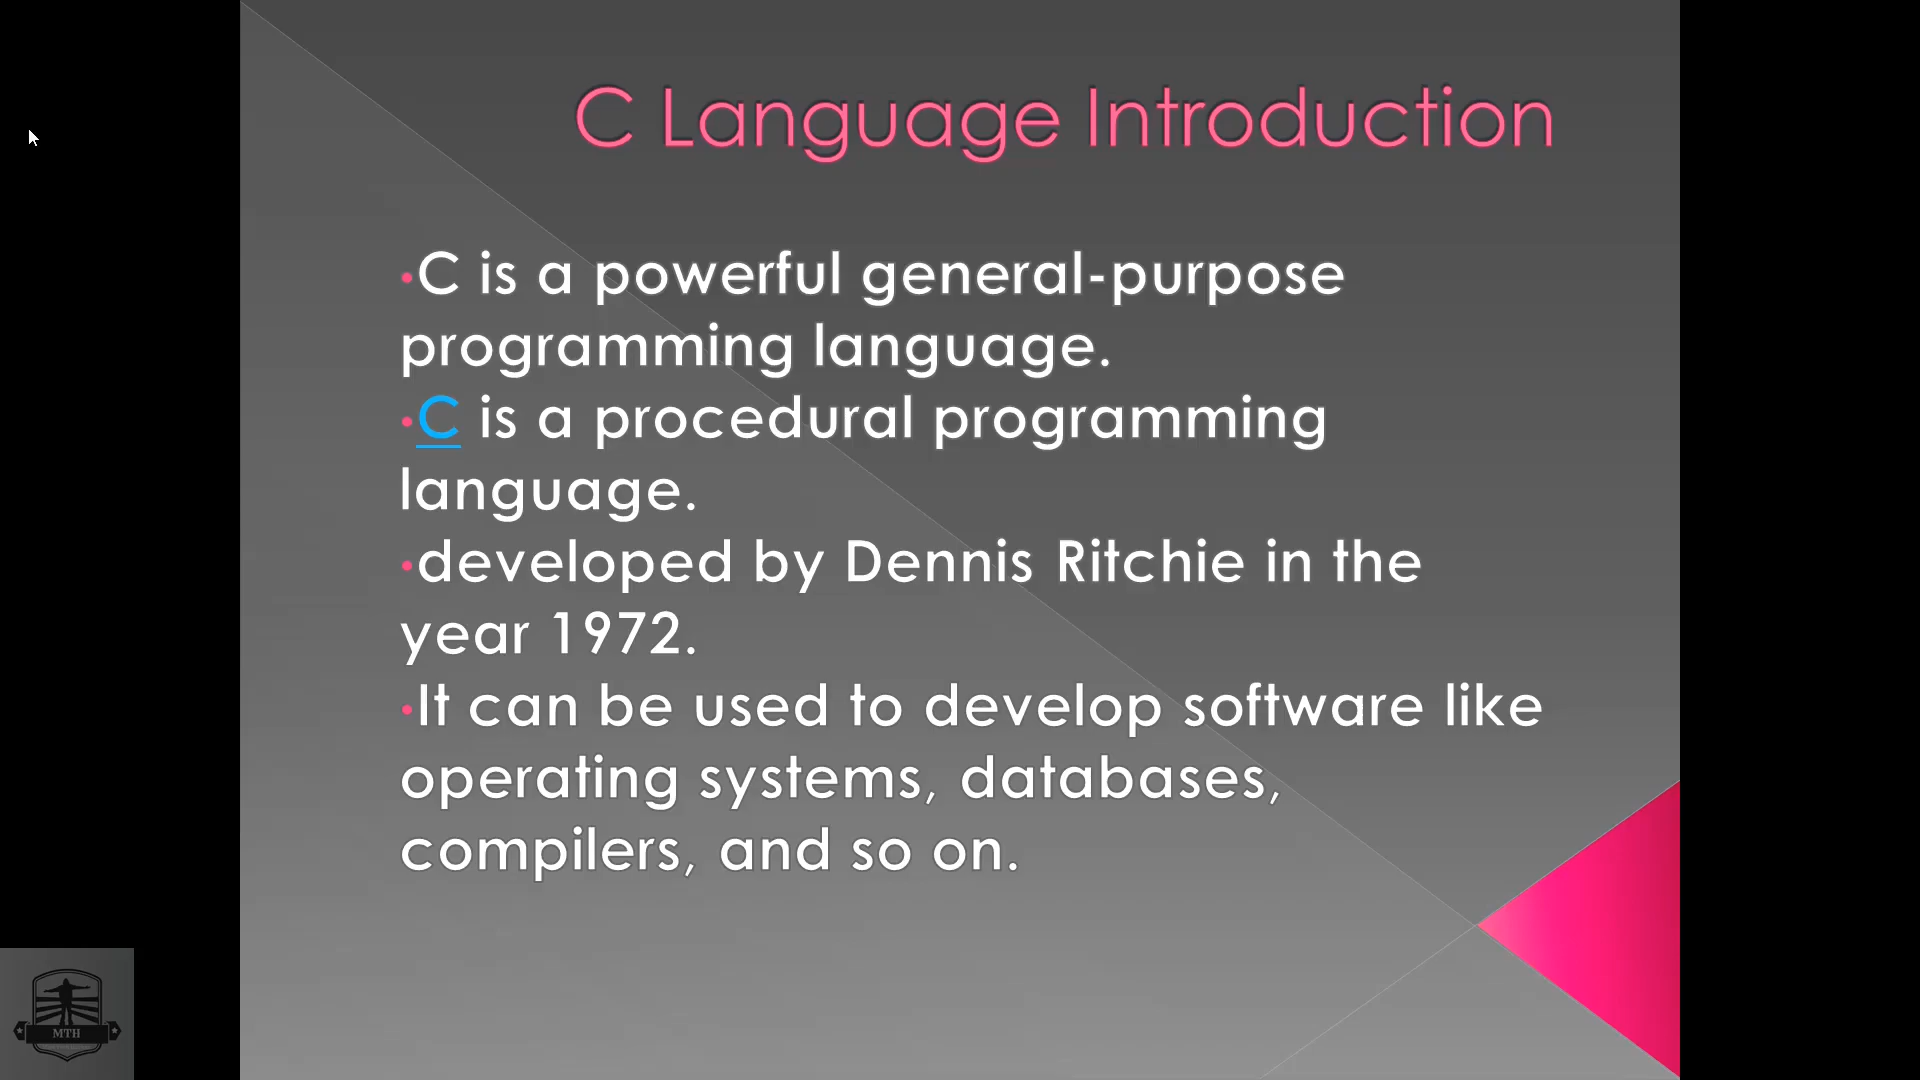 C Language Introduction
•C is a powerful general-purpose
programming language.
•C is a procedural programming
language.
•developed by Dennis Ritchie in the
year 1972.
•It can be used to develop software like
operating systems, databases,
compilers, and so on.
MTH